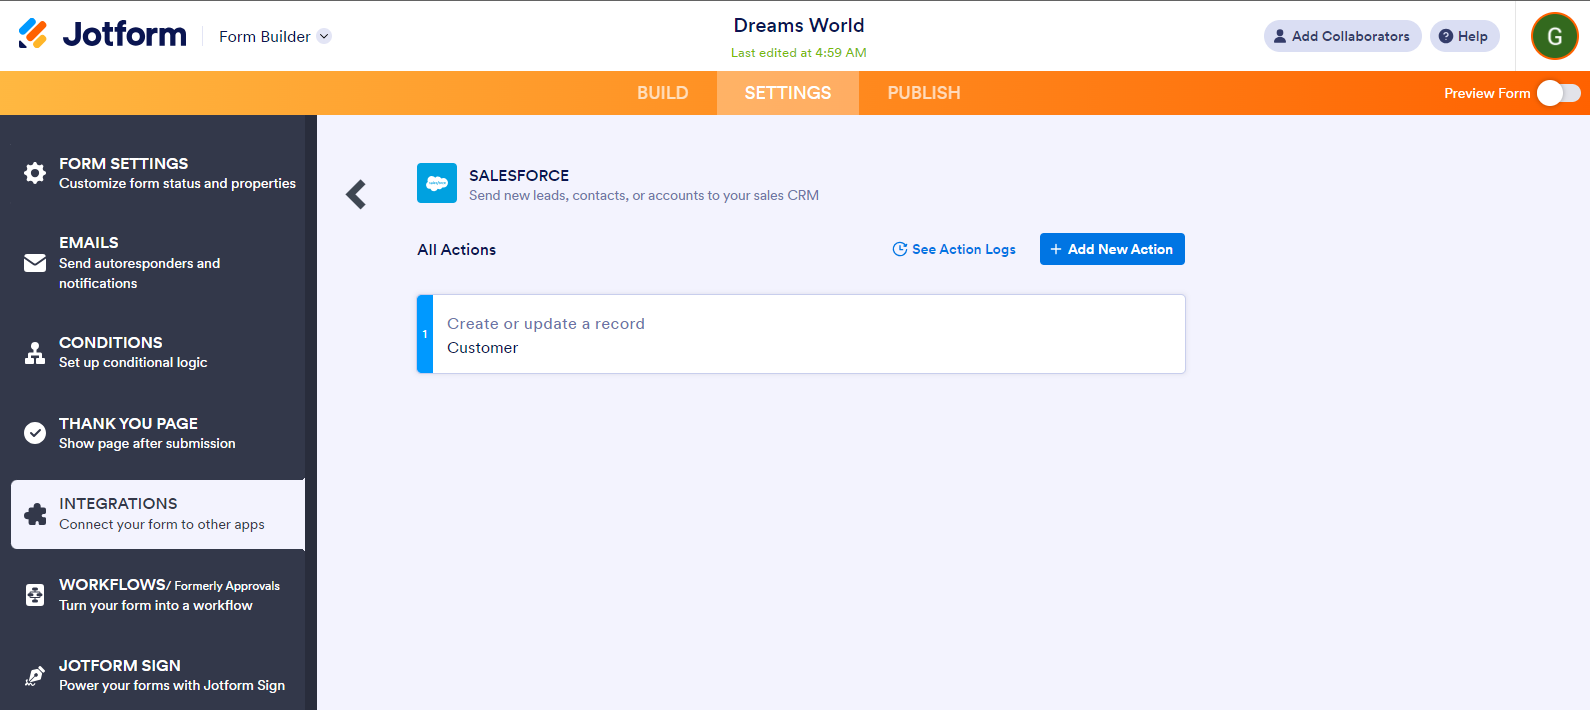 Jotform
Form Builder
Dreams World
Last edited at 4:59 AM
Add Collaborators
Help
G
BUILD
SETTINGS
PUBLISH
Preview Form
FORM SETTINGS
Customize form status and properties
EMAILS
Send autoresponders and
notifications
CONDITIONS
Set up conditional logic
THANK YOU PAGE
Show page after submission
INTEGRATIONS
Connect your form to other apps
WORKFLOWS/ Formerly Approvals
Turn your form into a workflow
JOTFORM SIGN
Power your forms with Jotform Sign
salesforce
SALESFORCE
Send new leads, contacts, or accounts to your sales CRM
All Actions
See Action Logs
+ Add New Action
1
Create or update a record
Customer